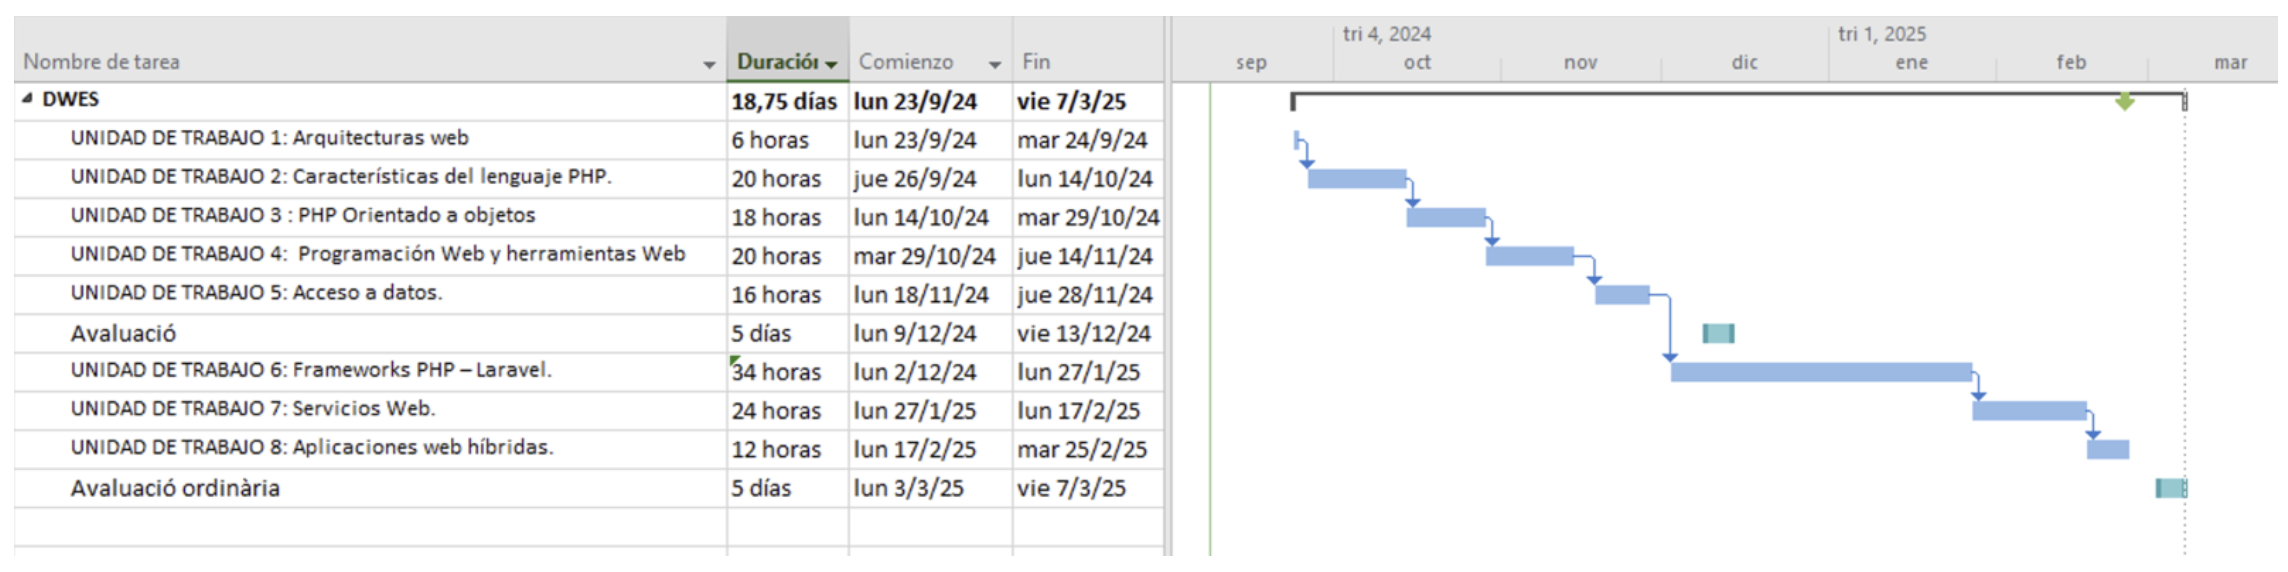 tri 4, 2024 tri 1, 2025
Nombre de tarea Duración Comienzo Fin sep oct nov dic ene feb mar
DWES 18,75 días lun 23/9/24 vie 7/3/25
UNIDAD DE TRABAJO 1: Arquitecturas web 6 horas lun 23/9/24 mar 24/9/24
UNIDAD DE TRABAJO 2: Características del lenguaje PHP. 20 horas jue 26/9/24 lun 14/10/24
UNIDAD DE TRABAJO 3 : PHP Orientado a objetos 18 horas lun 14/10/24 mar 29/10/24
UNIDAD DE TRABAJO 4: Programación Web y herramientas Web 20 horas mar 29/10/24 jue 14/11/24
UNIDAD DE TRABAJO 5: Acceso a datos. 16 horas lun 18/11/24 jue 28/11/24
Avaluació 5 días lun 9/12/24 vie 13/12/24
UNIDAD DE TRABAJO 6: Frameworks PHP – Laravel. 34 horas lun 2/12/24 lun 27/1/25
UNIDAD DE TRABAJO 7: Servicios Web. 24 horas lun 27/1/25 lun 17/2/25
UNIDAD DE TRABAJO 8: Aplicaciones web híbridas. 12 horas lun 17/2/25 mar 25/2/25
Avaluació ordinària 5 días lun 3/3/25 vie 7/3/25